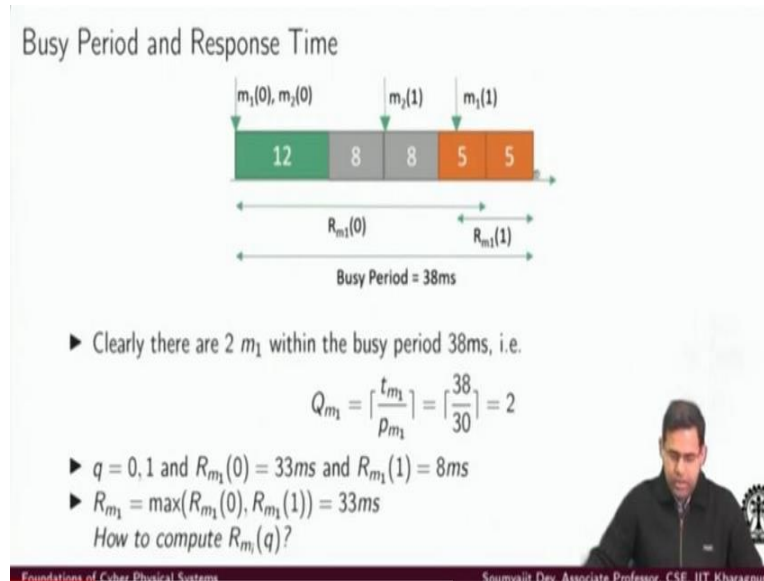 Busy Period and Response Time
m₁(0), m₂(0) m₂(1) m₁(1)
12 8 8 5 5
Rₘ₁(0)
Rₘ₁(1)
Busy Period = 38ms
▶ Clearly there are 2 m₁ within the busy period 38ms, i.e.
Qₘ₁ = ⌈tₘ₁/pₘ₁⌉ = ⌈38/30⌉ = 2
▶ q = 0, 1 and Rₘ₁(0) = 33ms and Rₘ₁(1) = 8ms
▶ Rₘ₁ = max(Rₘ₁(0), Rₘ₁(1)) = 33ms
How to compute Rₘᵢ(q)?
Foundations of Cyber Physical Systems Soumyajit Dey, Associate Professor, CSE, IIT